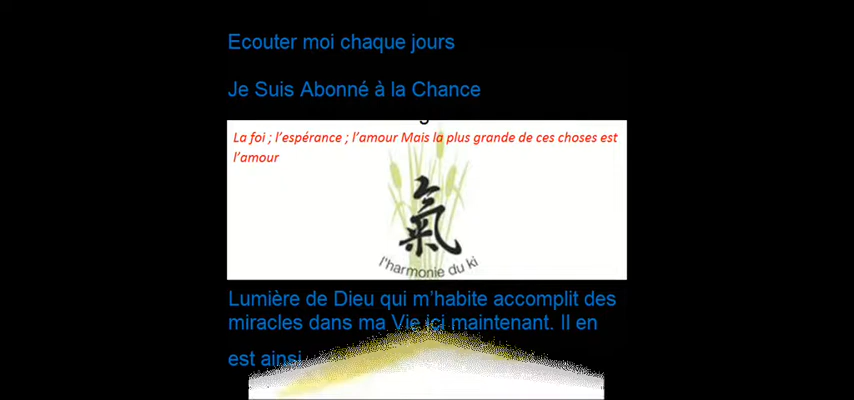 Ecouter moi chaque jours
Je Suis Abonné à la Chance
La foi ; l'espérance ; l'amour Mais la plus grande de ces choses est
l'amour
氣
l'harmonie du ki
Lumière de Dieu qui m'habite accomplit des
miracles dans ma Vie ici maintenant. Il en
est ainsi